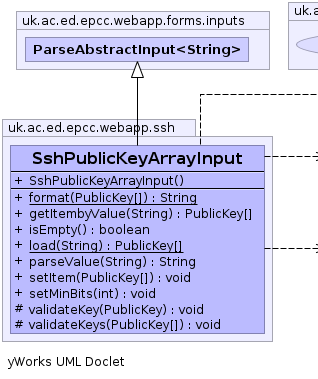 uk.ac.ed.epcc.webapp.forms.inputs
uk.a
ParseAbstractInput<String>
uk.ac.ed.epcc.webapp.ssh
SshPublicKeyArrayInput
+ SshPublicKeyArrayInput()
+ format(PublicKey[]) : String
+ getItembyValue(String) : PublicKey[]
+ isEmpty() : boolean
+ load(String) : PublicKey[]
+ parseValue(String) : String
+ setItem(PublicKey[]) : void
+ setMinBits(int) : void
# validateKey(PublicKey) : void
# validateKeys(PublicKey[]) : void
yWorks UML Doclet